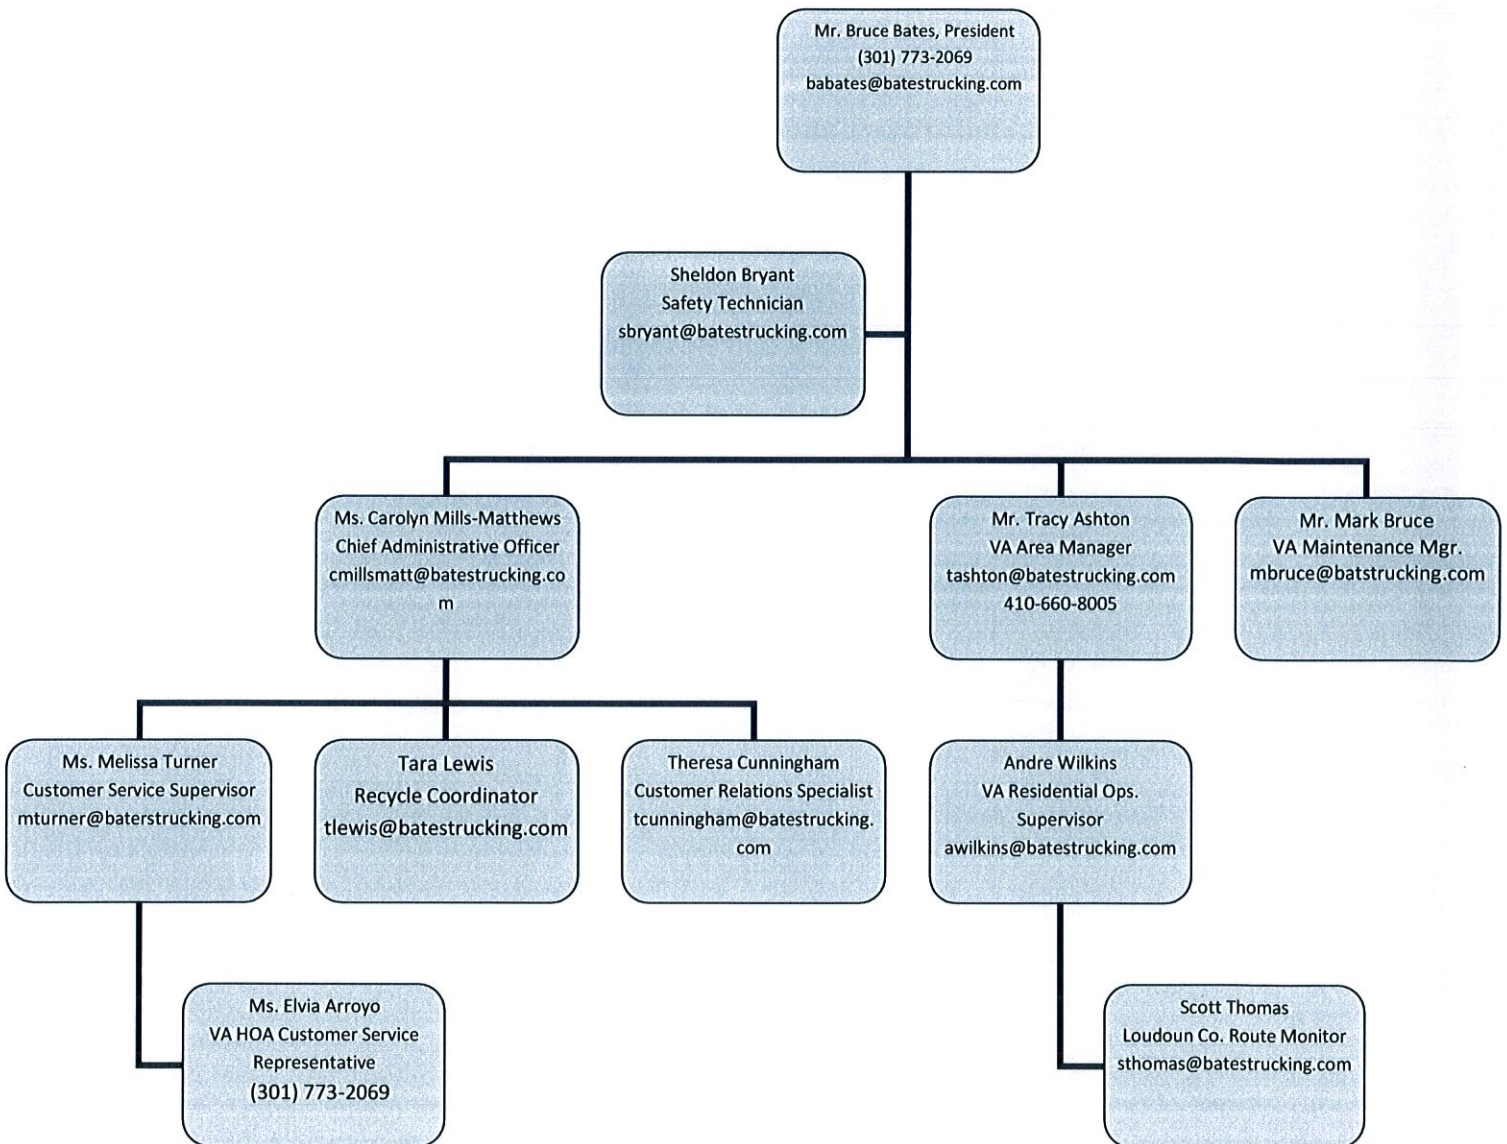 Mr. Bruce Bates, President
(301) 773-2069
babates@batestrucking.com
Sheldon Bryant
Safety Technician
sbryant@batestrucking.com
Ms. Carolyn Mills-Matthews
Chief Administrative Officer
cmillsmatt@batestrucking.co
m
Mr. Tracy Ashton
VA Area Manager
tashton@batestrucking.com
410-660-8005
Mr. Mark Bruce
VA Maintenance Mgr.
mbruce@batstrucking.com
Ms. Melissa Turner
Customer Service Supervisor
mturner@baterstrucking.com
Tara Lewis
Recycle Coordinator
tlewis@batestrucking.com
Theresa Cunningham
Customer Relations Specialist
tcunningham@batestrucking.
com
Andre Wilkins
VA Residential Ops.
Supervisor
awilkins@batestrucking.com
Ms. Elvia Arroyo
VA HOA Customer Service
Representative
(301) 773-2069
Scott Thomas
Loudoun Co. Route Monitor
sthomas@batestrucking.com